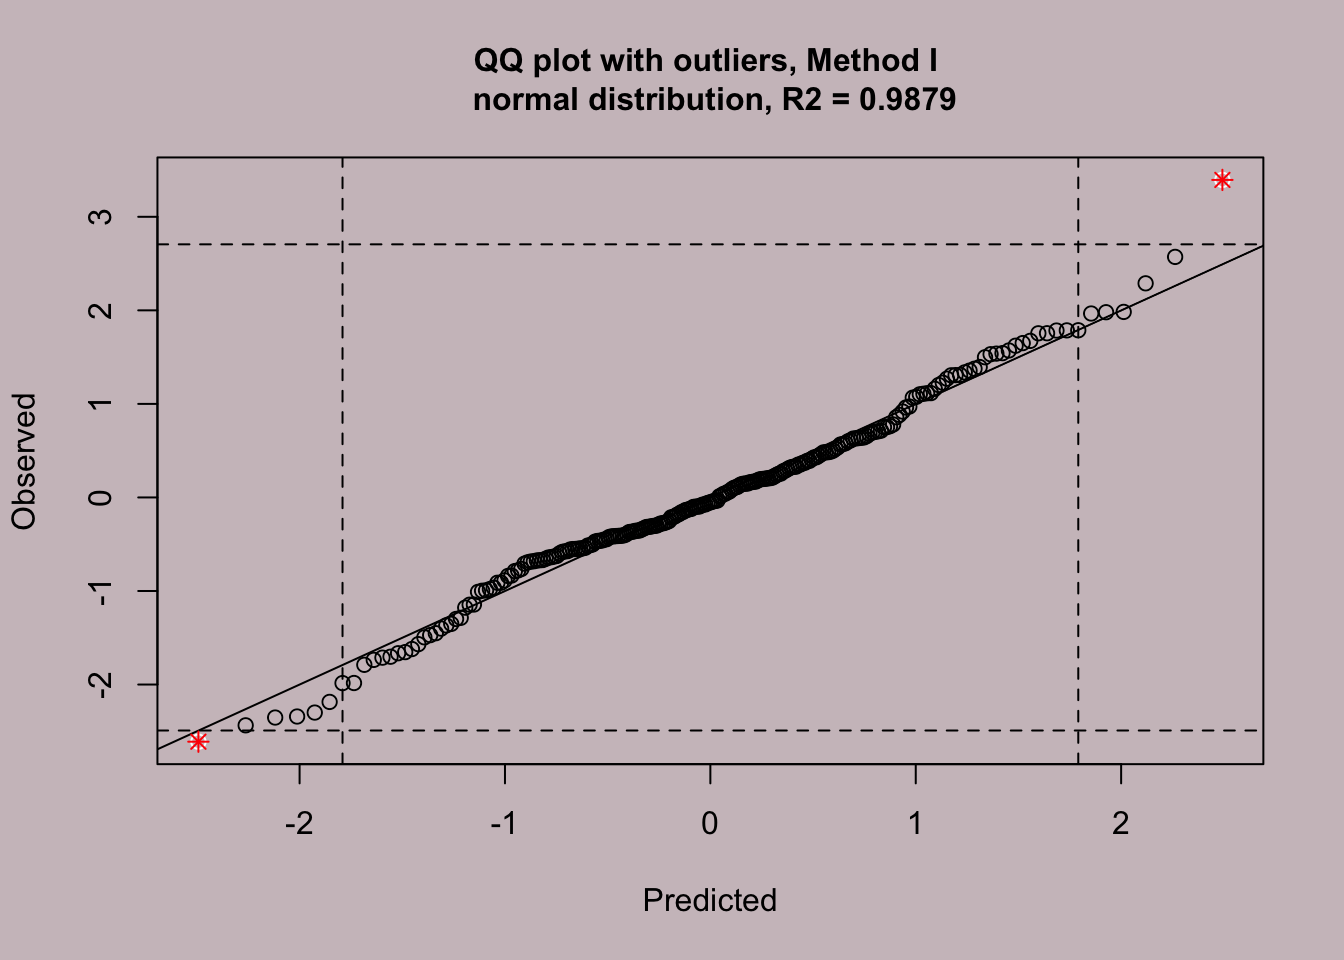 QQ plot with outliers, Method I
normal distribution, R2 = 0.9879
3
2
1
0
-1
-2
Observed
-2
-1
0
1
2
Predicted